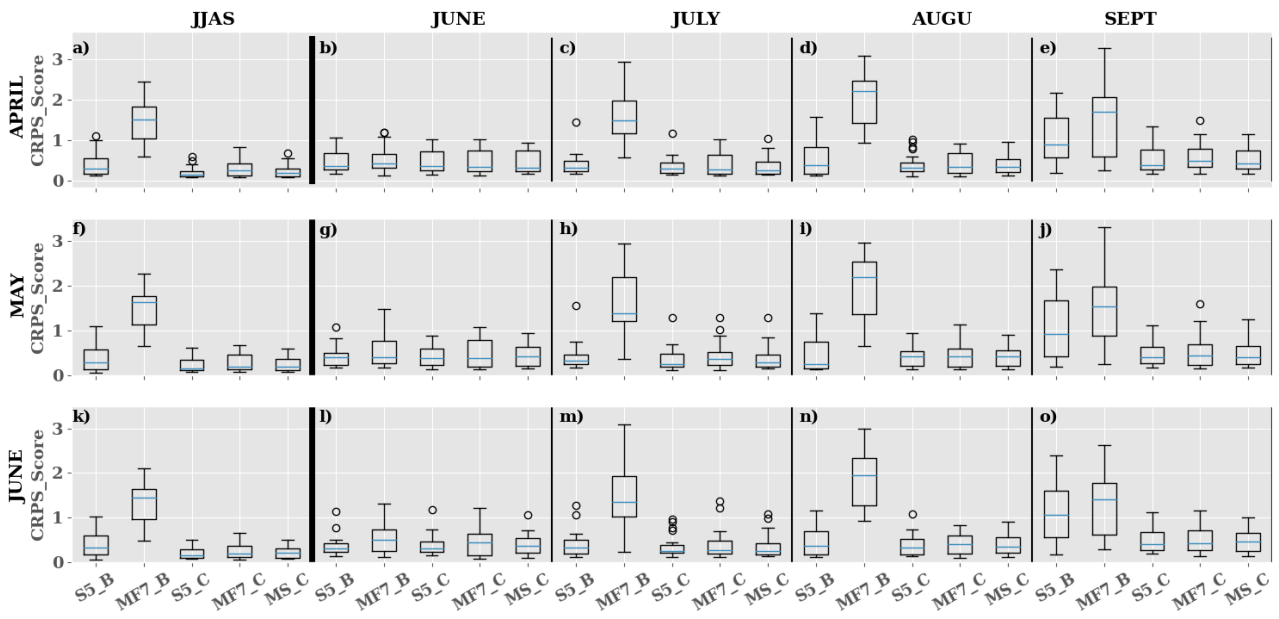 JJAS JUNE JULY AUGU SEPT
a) b) c) d) e)
APRIL
CRPS_Score
3
2
1
0
f) g) h) i) j)
MAY
CRPS_Score
3
2
1
0
k) l) m) n) o)
JUNE
CRPS_Score
3
2
1
0
S5_B MF7_B S5_C MF7_C MS_C S5_B MF7_B S5_C MF7_C MS_C S5_B MF7_B S5_C MF7_C MS_C S5_B MF7_B S5_C MF7_C MS_C S5_B MF7_B S5_C MF7_C MS_C